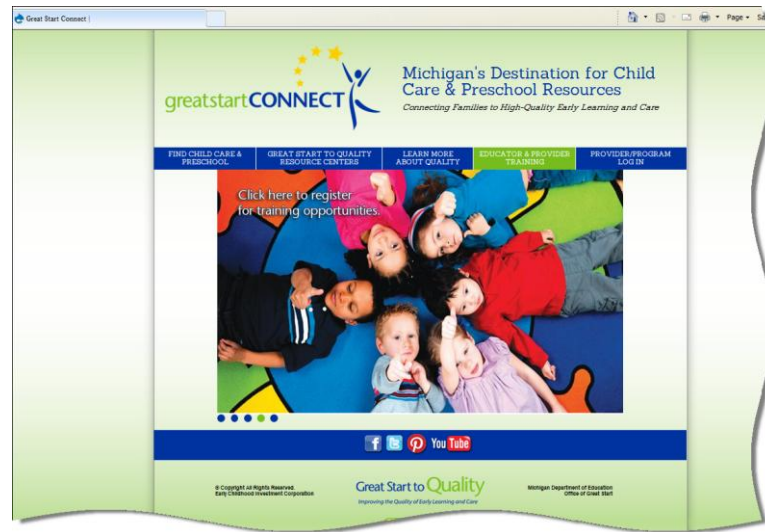 Great Start Connect |
Page
greatstartCONNECT
Michigan's Destination for Child
Care & Preschool Resources
Connecting Families to High-Quality Early Learning and Care
FIND CHILD CARE &
PRESCHOOL
GREAT START TO QUALITY
RESOURCE CENTERS
LEARN MORE
ABOUT QUALITY
EDUCATOR & PROVIDER
TRAINING
PROVIDER/PROGRAM
LOG IN
Click here to register
for training opportunities.
You Tube
© Copyright All Rights Reserved.
Early Childhood Investment Corporation
Great Start to Quality
Improving the Quality of Early Learning and Care
Michigan Department of Education
Office of Great Start